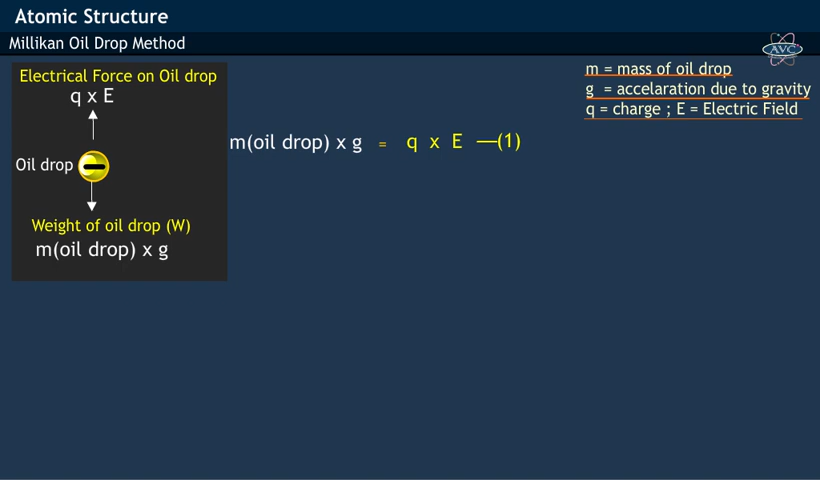 Atomic Structure
Millikan Oil Drop Method
AVC
Electrical Force on Oil drop
q x E
Oil drop
Weight of oil drop (W)
m(oil drop) x g
m(oil drop) x g = q x E —(1)
m = mass of oil drop
g = accelaration due to gravity
q = charge ; E = Electric Field